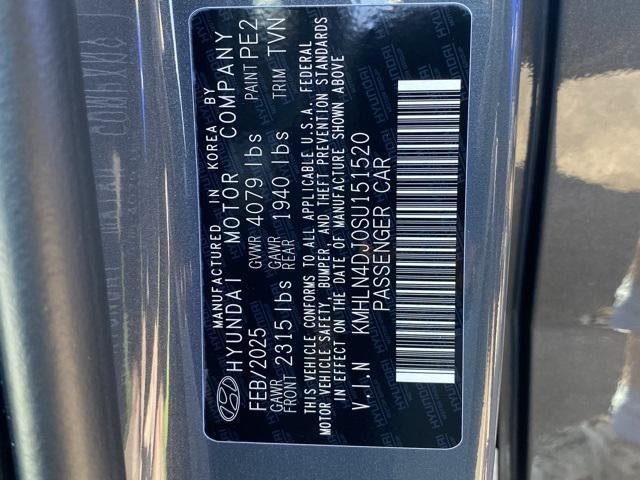 MANUFACTURED IN KOREA BY
HYUNDAI MOTOR COMPANY
FEB/2025 GVWR 4079 lbs PAINT PE2
GAWR FRONT 2315 lbs GAWR REAR 1940 lbs TRIM TVN
THIS VEHICLE CONFORMS TO ALL APPLICABLE U.S.A. FEDERAL
MOTOR VEHICLE SAFETY, BUMPER, AND THEFT PREVENTION STANDARDS
IN EFFECT ON THE DATE OF MANUFACTURE SHOWN ABOVE
V.I.N KMHLN4DJ0SU151520
PASSENGER CAR